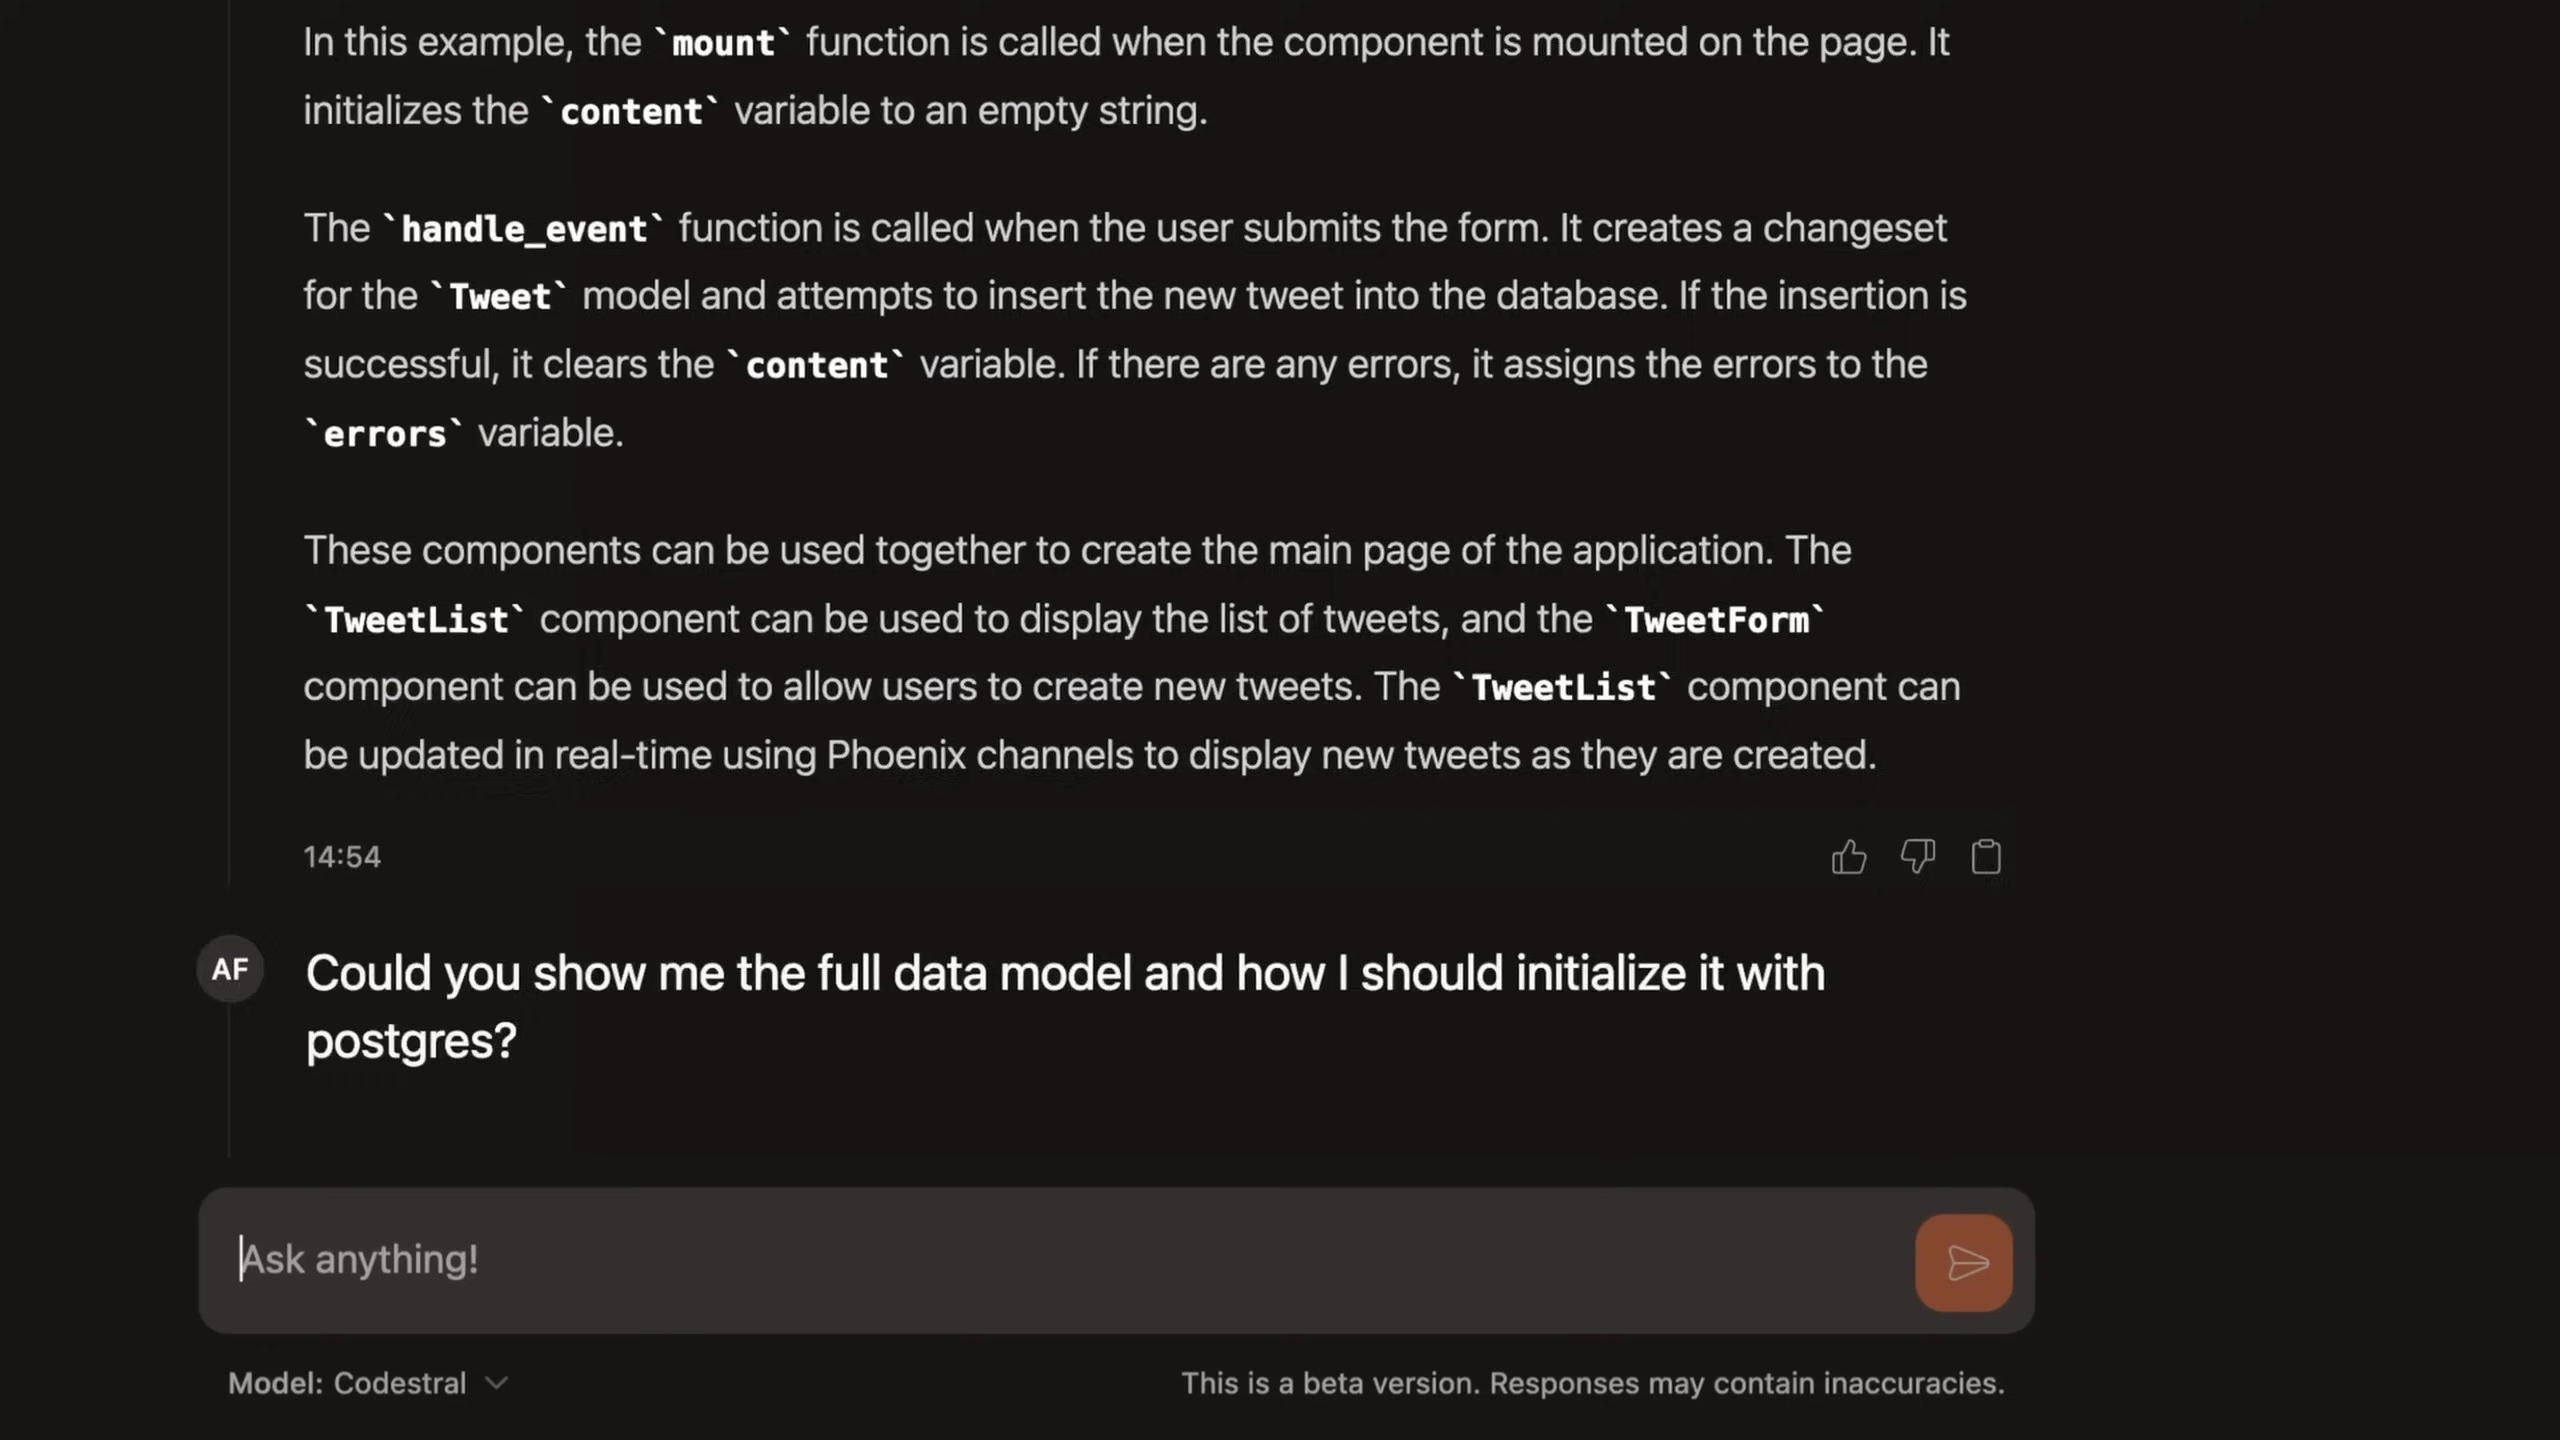 In this example, the `mount` function is called when the component is mounted on the page. It
initializes the `content` variable to an empty string.
The `handle_event` function is called when the user submits the form. It creates a changeset
for the `Tweet` model and attempts to insert the new tweet into the database. If the insertion is
successful, it clears the `content` variable. If there are any errors, it assigns the errors to the
`errors` variable.
These components can be used together to create the main page of the application. The
`TweetList` component can be used to display the list of tweets, and the `TweetForm`
component can be used to allow users to create new tweets. The `TweetList` component can
be updated in real-time using Phoenix channels to display new tweets as they are created.
14:54
AF
Could you show me the full data model and how I should initialize it with
postgres?
Ask anything!
Model: Codestral
This is a beta version. Responses may contain inaccuracies.